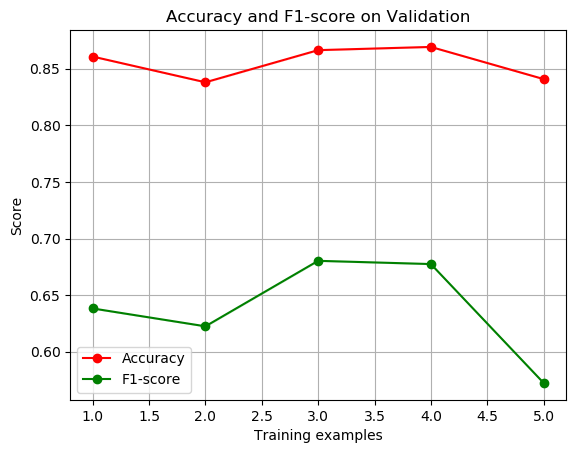 Accuracy and F1-score on Validation
Score
0.85
0.80
0.75
0.70
0.65
0.60
Accuracy
F1-score
1.0 1.5 2.0 2.5 3.0 3.5 4.0 4.5 5.0
Training examples